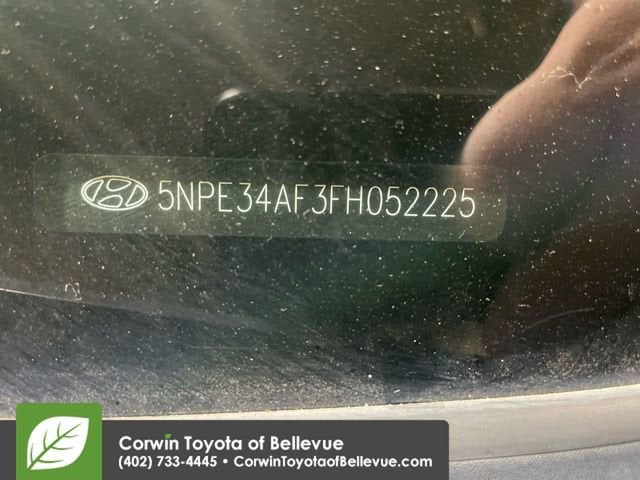 5NPE34AF3FH052225
Corwin Toyota of Bellevue
(402) 733-4445 • CorwinToyotaofBellevue.com